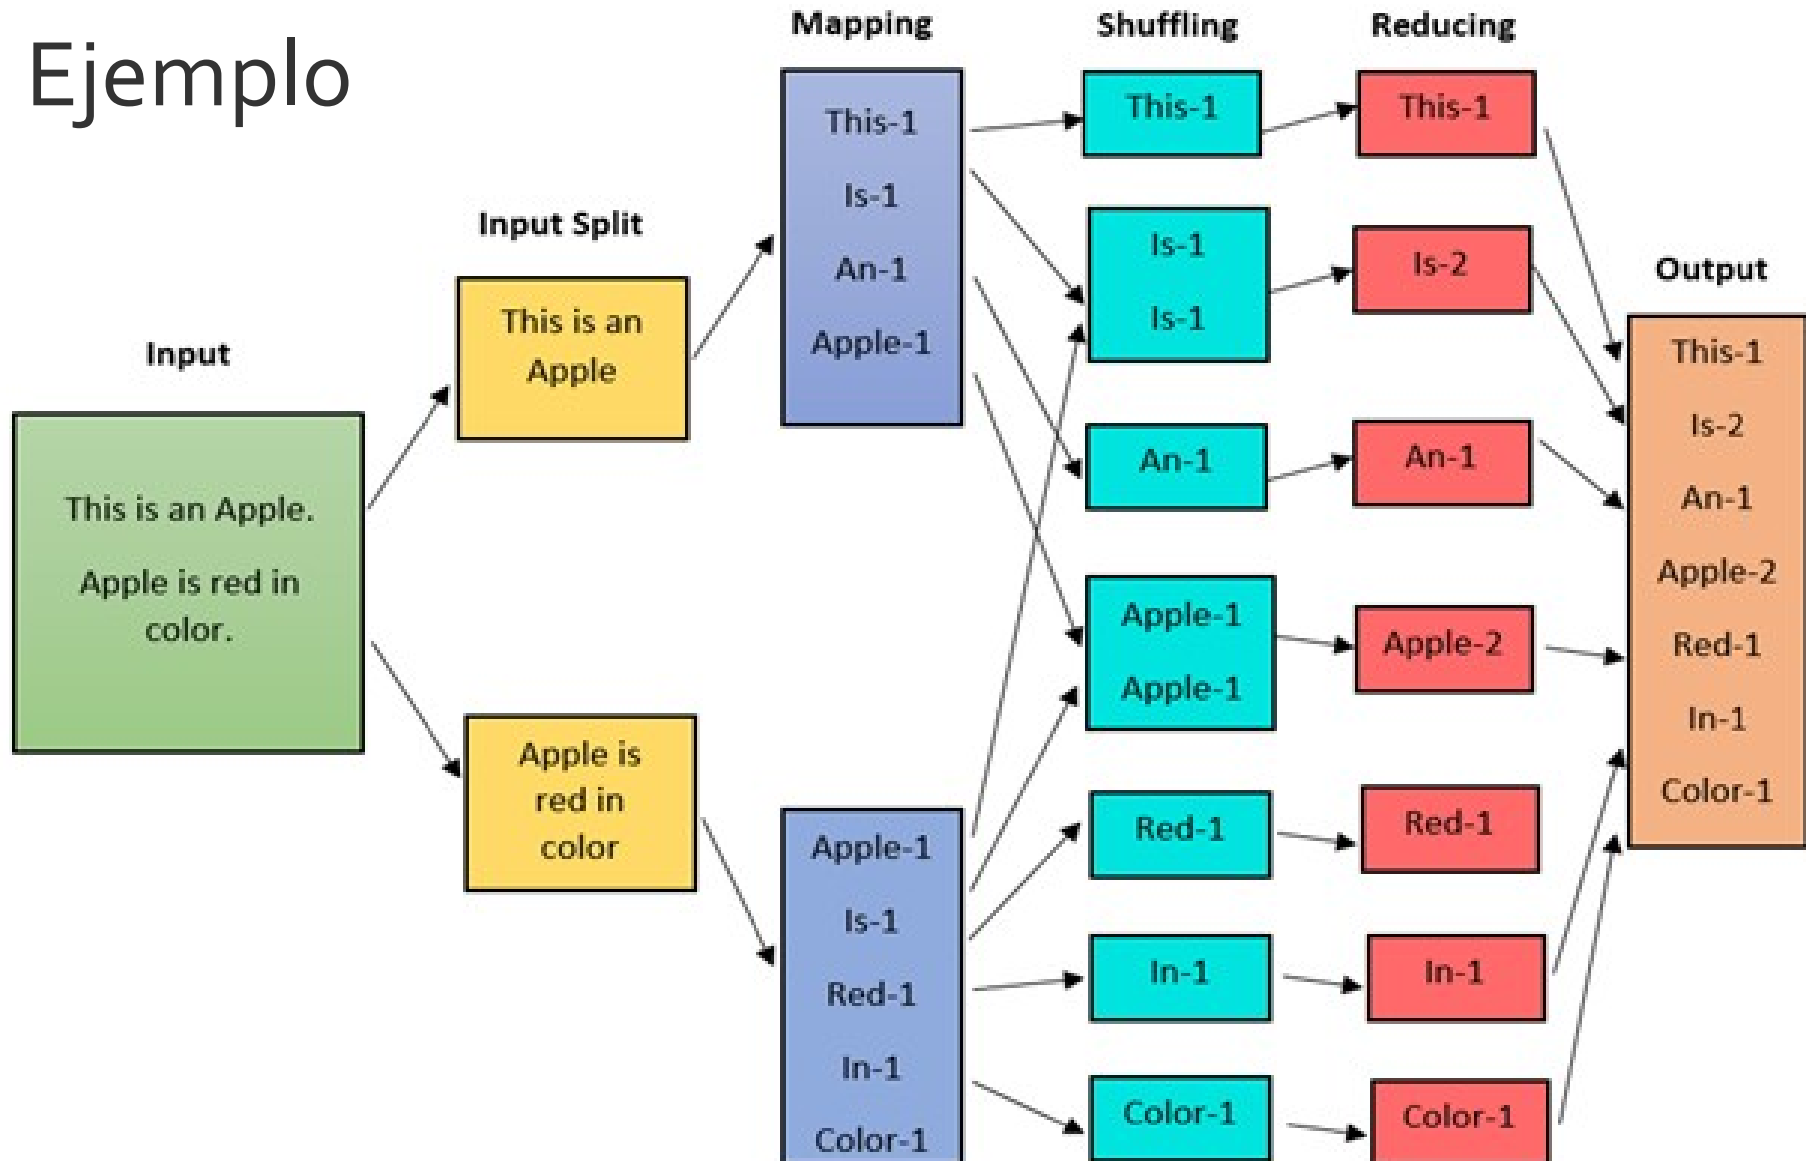 Ejemplo
Input
This is an Apple.
Apple is red in
color.
Input Split
This is an
Apple
Apple is
red in
color
Mapping
This-1
Is-1
An-1
Apple-1
Apple-1
Is-1
Red-1
In-1
Color-1
Shuffling
This-1
Is-1
Is-1
An-1
Apple-1
Apple-1
Red-1
In-1
Color-1
Reducing
This-1
Is-2
An-1
Apple-2
Red-1
In-1
Color-1
Output
This-1
Is-2
An-1
Apple-2
Red-1
In-1
Color-1